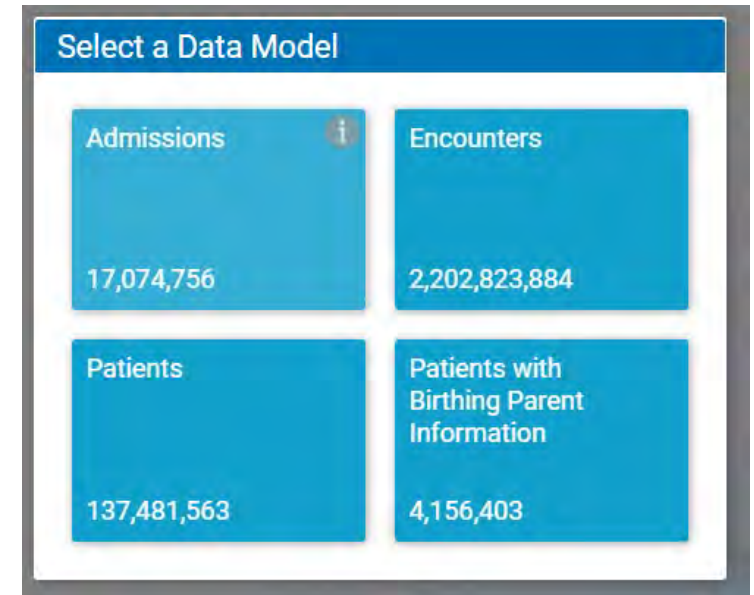 Select a Data Model
Admissions
i
17,074,756
Encounters
2,202,823,884
Patients
137,481,563
Patients with
Birthing Parent
Information
4,156,403